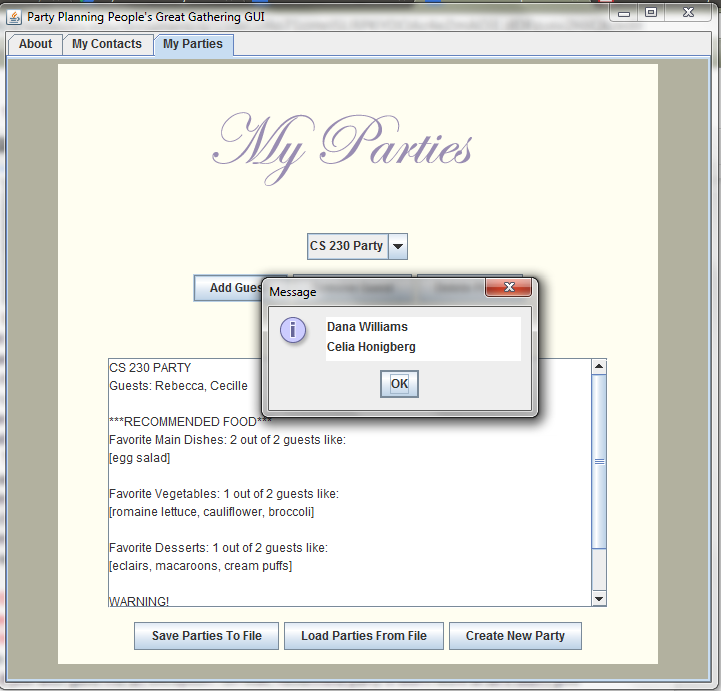 Party Planning People's Great Gathering GUI
About
My Contacts
My Parties
My Parties
CS 230 Party
Add Gues
Message
Dana Williams
Celia Honigberg
OK
CS 230 PARTY
Guests: Rebecca, Cecille
***RECOMMENDED FOOD***
Favorite Main Dishes: 2 out of 2 guests like:
[egg salad]
Favorite Vegetables: 1 out of 2 guests like:
[romaine lettuce, cauliflower, broccoli]
Favorite Desserts: 1 out of 2 guests like:
[eclairs, macaroons, cream puffs]
WARNING!
Save Parties To File
Load Parties From File
Create New Party